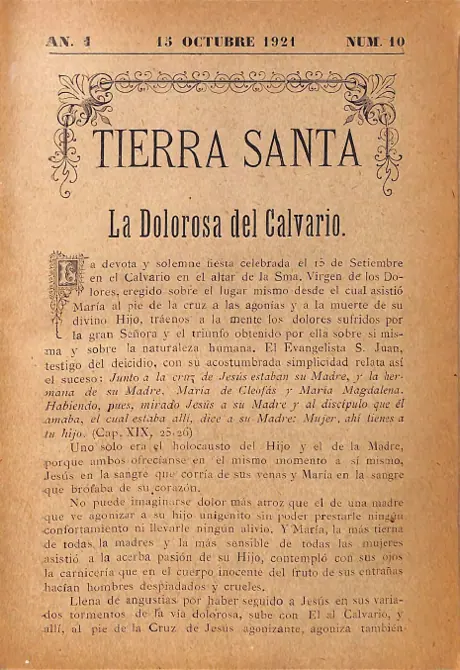 AN. 1 15 OCTUBRE 1921 NUM. 10
TIERRA SANTA
La Dolorosa del Calvario.
La devota y solemne fiesta celebrada el 15 de Setiembre
en el Calvario en el altar de la Sma. Virgen de los Do-
lores, eregido sobre el lugar mismo desde el cual asistió
María al pie de la cruz a las agonías y a la muerte de su
divino Hijo, tráenos a la mente los dolores sufridos por
la gran Señora y el triunfo obtenido por ella sobre si mis-
ma y sobre la naturaleza humana. El Evangelista S. Juan,
testigo del deicidio, con su acostumbrada simplicidad relata así
el suceso: Junto a la cruz de Jesús estaban su Madre, y la her-
mana de su Madre, María de Cleofás y María Magdalena.
Habiendo, pues, mirado Jesús a su Madre y al discípulo que él
amaba, el cual estaba allí, dice a su Madre: Mujer, ahí tienes a
tu hijo. (Cap. XIX, 25-26)
Uno solo era el holocausto del Hijo y el de la Madre,
porque ambos ofrecíanse en el mismo momento a sí mismo,
Jesús en la sangre que corría de sus venas y María en la sangre
que brotaba de su corazón.
No puede imaginarse dolor más atroz que el de una madre
que ve agonizar a su hijo unigénito sin poder prestarle ningún
confortamiento ni llevarle ningún alivio. Y María, la más tierna
de todas la madres y la más sensible de todas las mujeres
asistió a la acerba pasión de su Hijo, contempló con sus ojos
la carnicería que en el cuerpo inocente del fruto de sus entrañas
hacían hombres despiadados y crueles.
Llena de angustias por haber seguido a Jesús en sus varia-
dos tormentos de la vía dolorosa, sube con El al Calvario, y
allí, al pie de la Cruz de Jesús agonizante, agoniza también